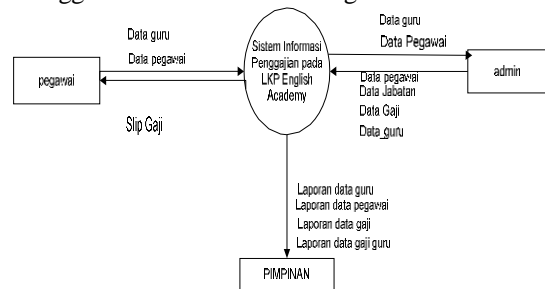 Data guru
Data pegawai
pegawai
Slip Gaji
Sistem Informasi
Penggajian pada
LKP English
Academy
Data guru
Data Pegawai
admin
Data pegawai
Data Jabatan
Data Gaji
Data_guru
Laporan data guru
Laporan data pegawai
Laporan data gaji
Laporan data gaji guru
PIMPINAN